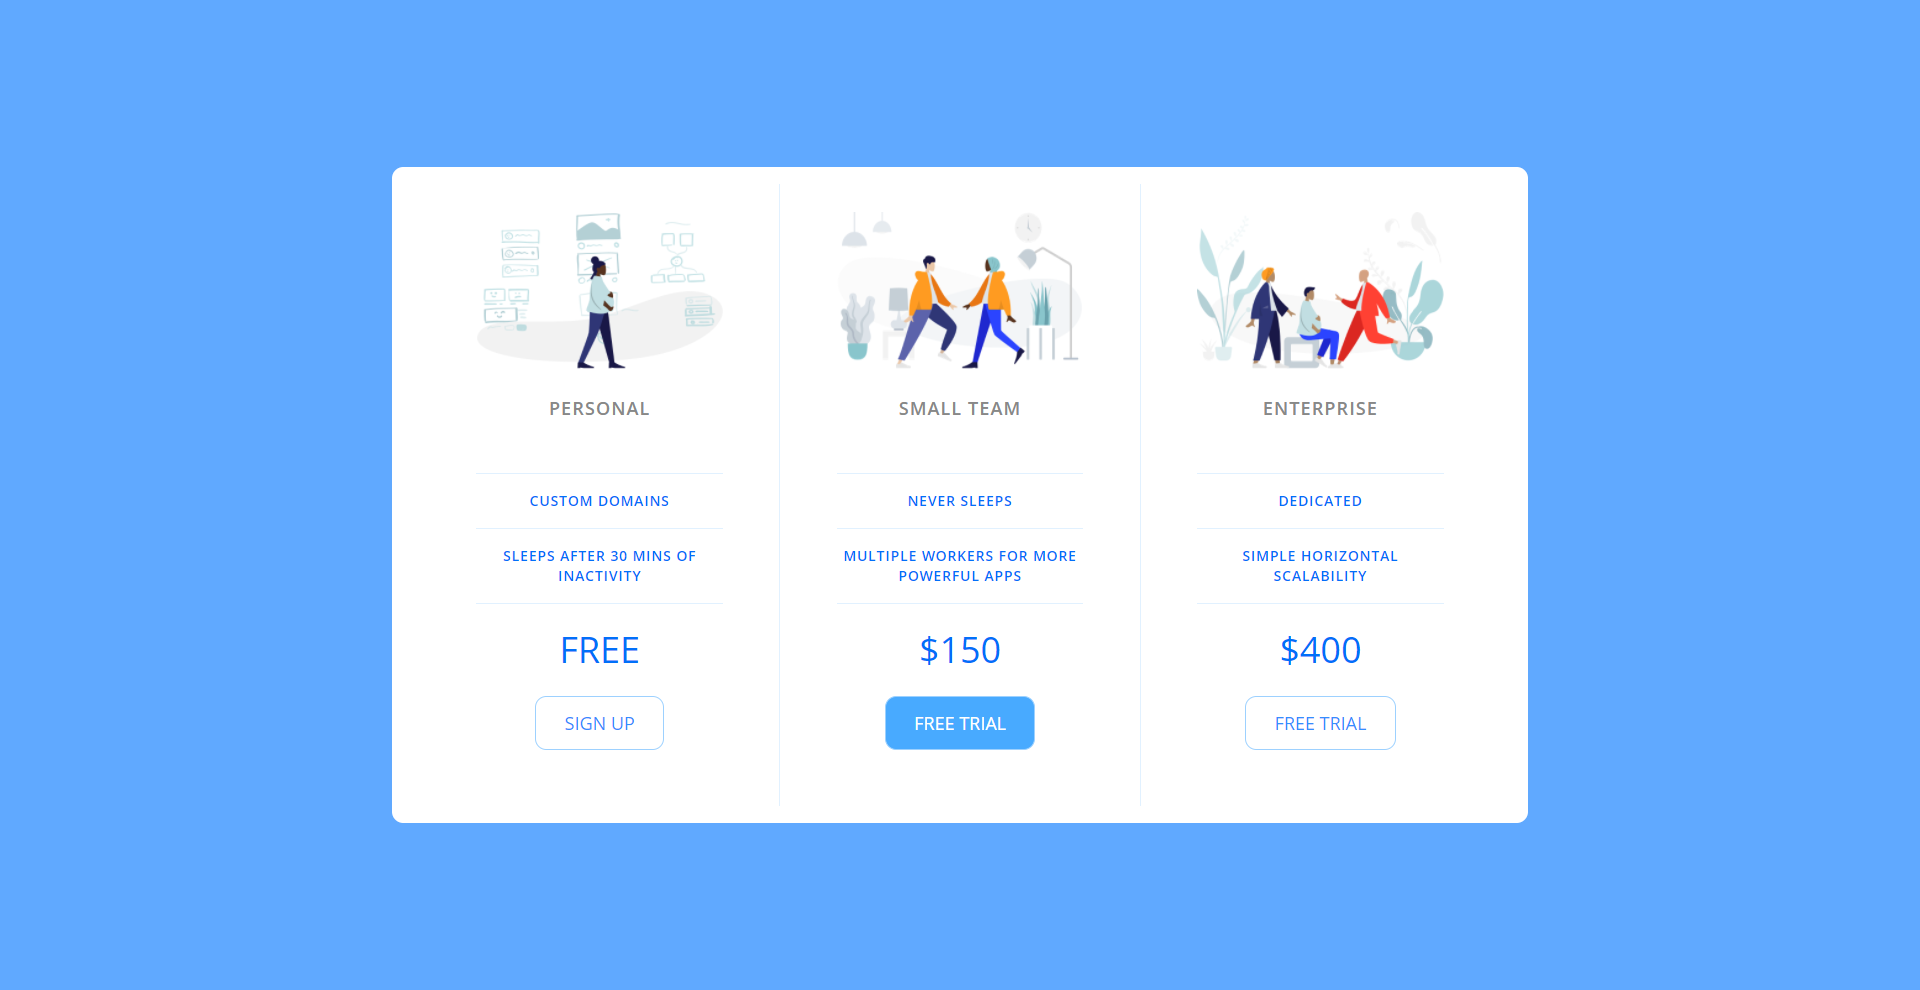 PERSONAL
CUSTOM DOMAINS
SLEEPS AFTER 30 MINS OF
INACTIVITY
FREE
SIGN UP
SMALL TEAM
NEVER SLEEPS
MULTIPLE WORKERS FOR MORE
POWERFUL APPS
$150
FREE TRIAL
ENTERPRISE
DEDICATED
SIMPLE HORIZONTAL
SCALABILITY
$400
FREE TRIAL